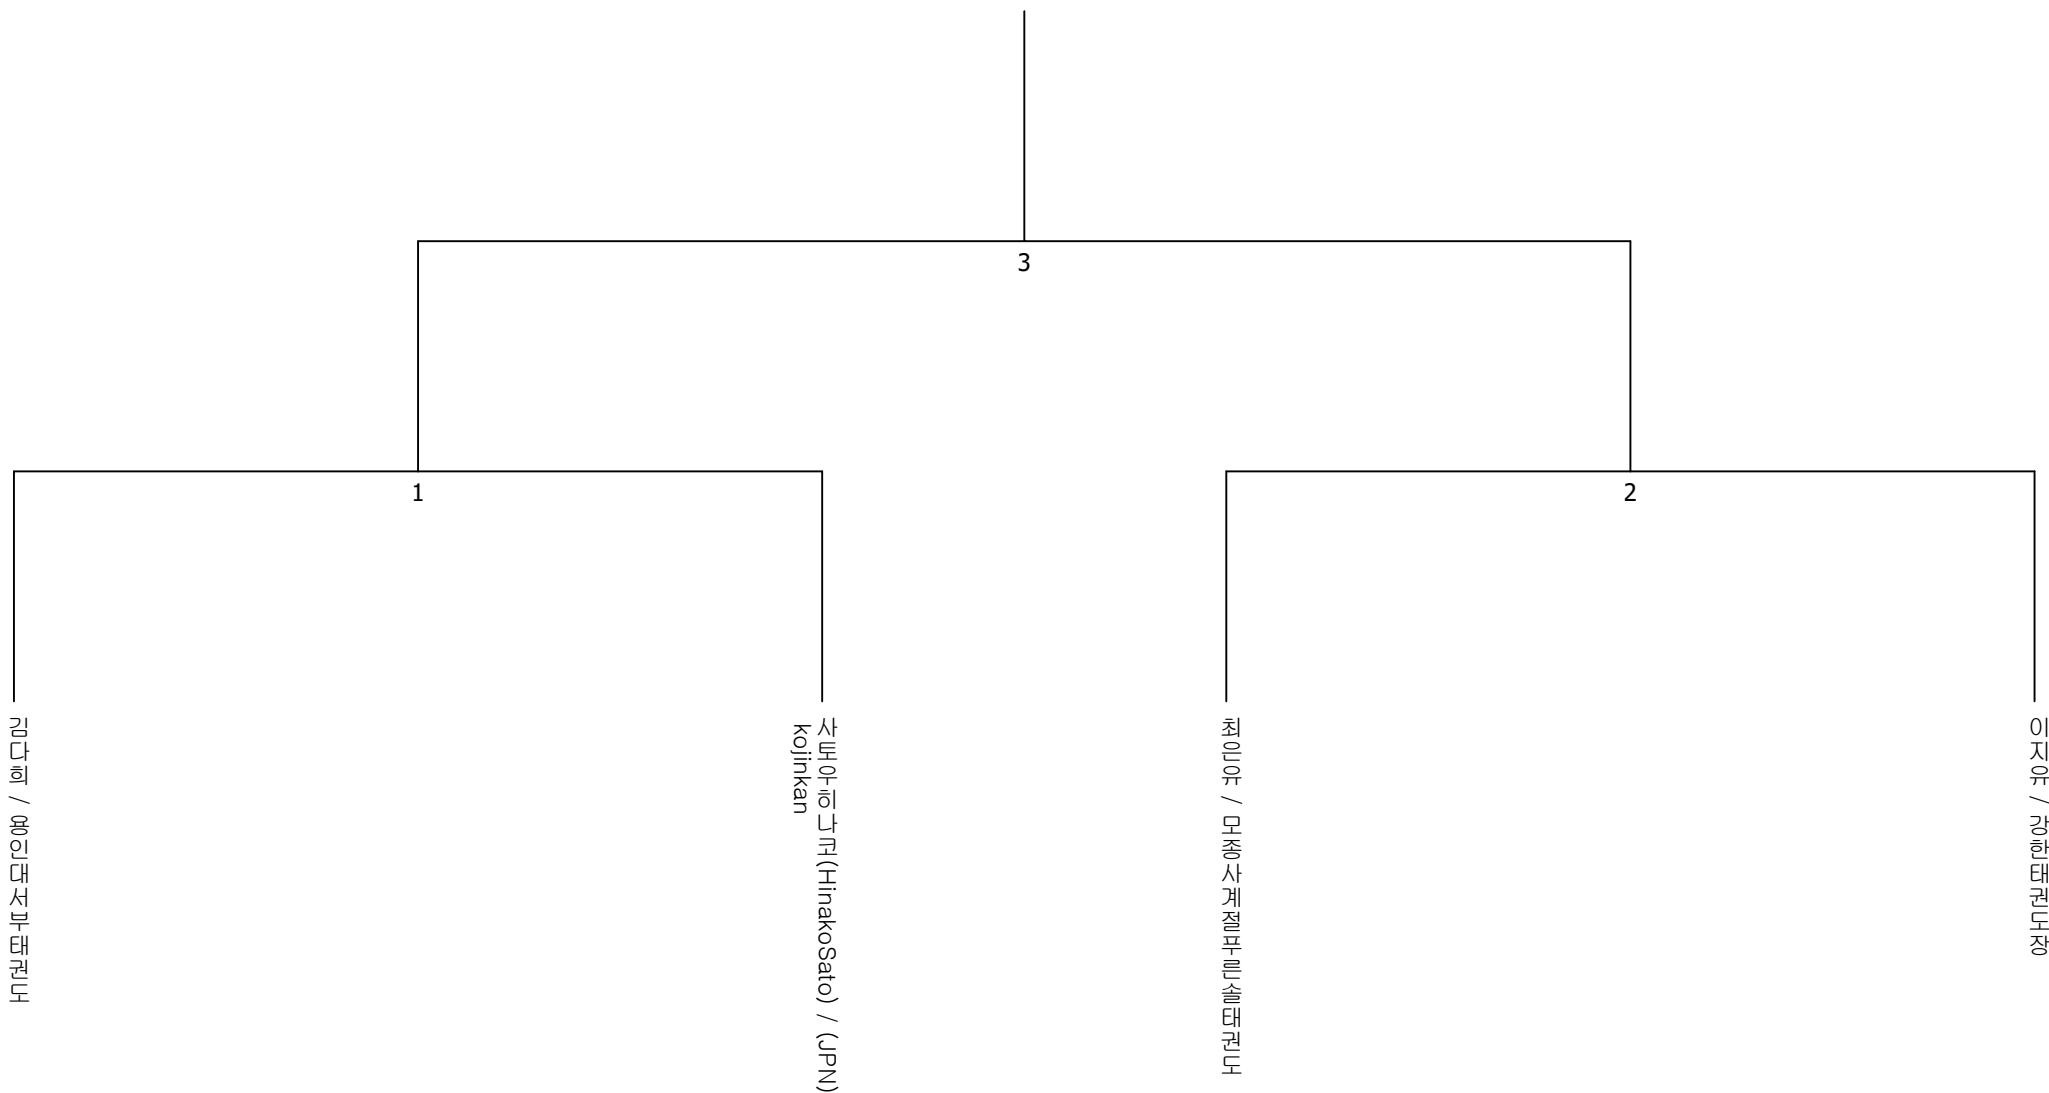 3
1
2
김다희 / 용인대서부태권도
사토우히나코(HinakoSato) / (JPN)
kojinkan
최은유 / 모종사계절푸른솔태권도
이지유 / 강한태권도장